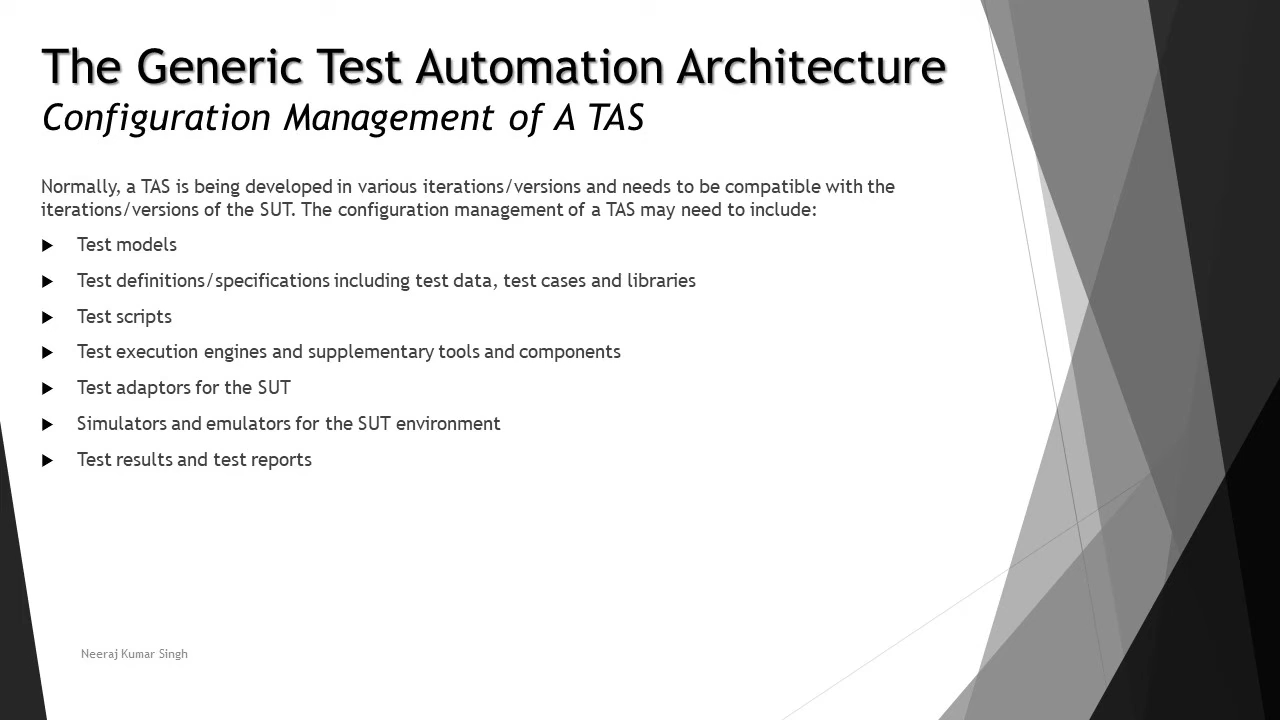 The Generic Test Automation Architecture
Configuration Management of A TAS
Normally, a TAS is being developed in various iterations/versions and needs to be compatible with the
iterations/versions of the SUT. The configuration management of a TAS may need to include:
Test models
Test definitions/specifications including test data, test cases and libraries
Test scripts
Test execution engines and supplementary tools and components
Test adaptors for the SUT
Simulators and emulators for the SUT environment
Test results and test reports
Neeraj Kumar Singh